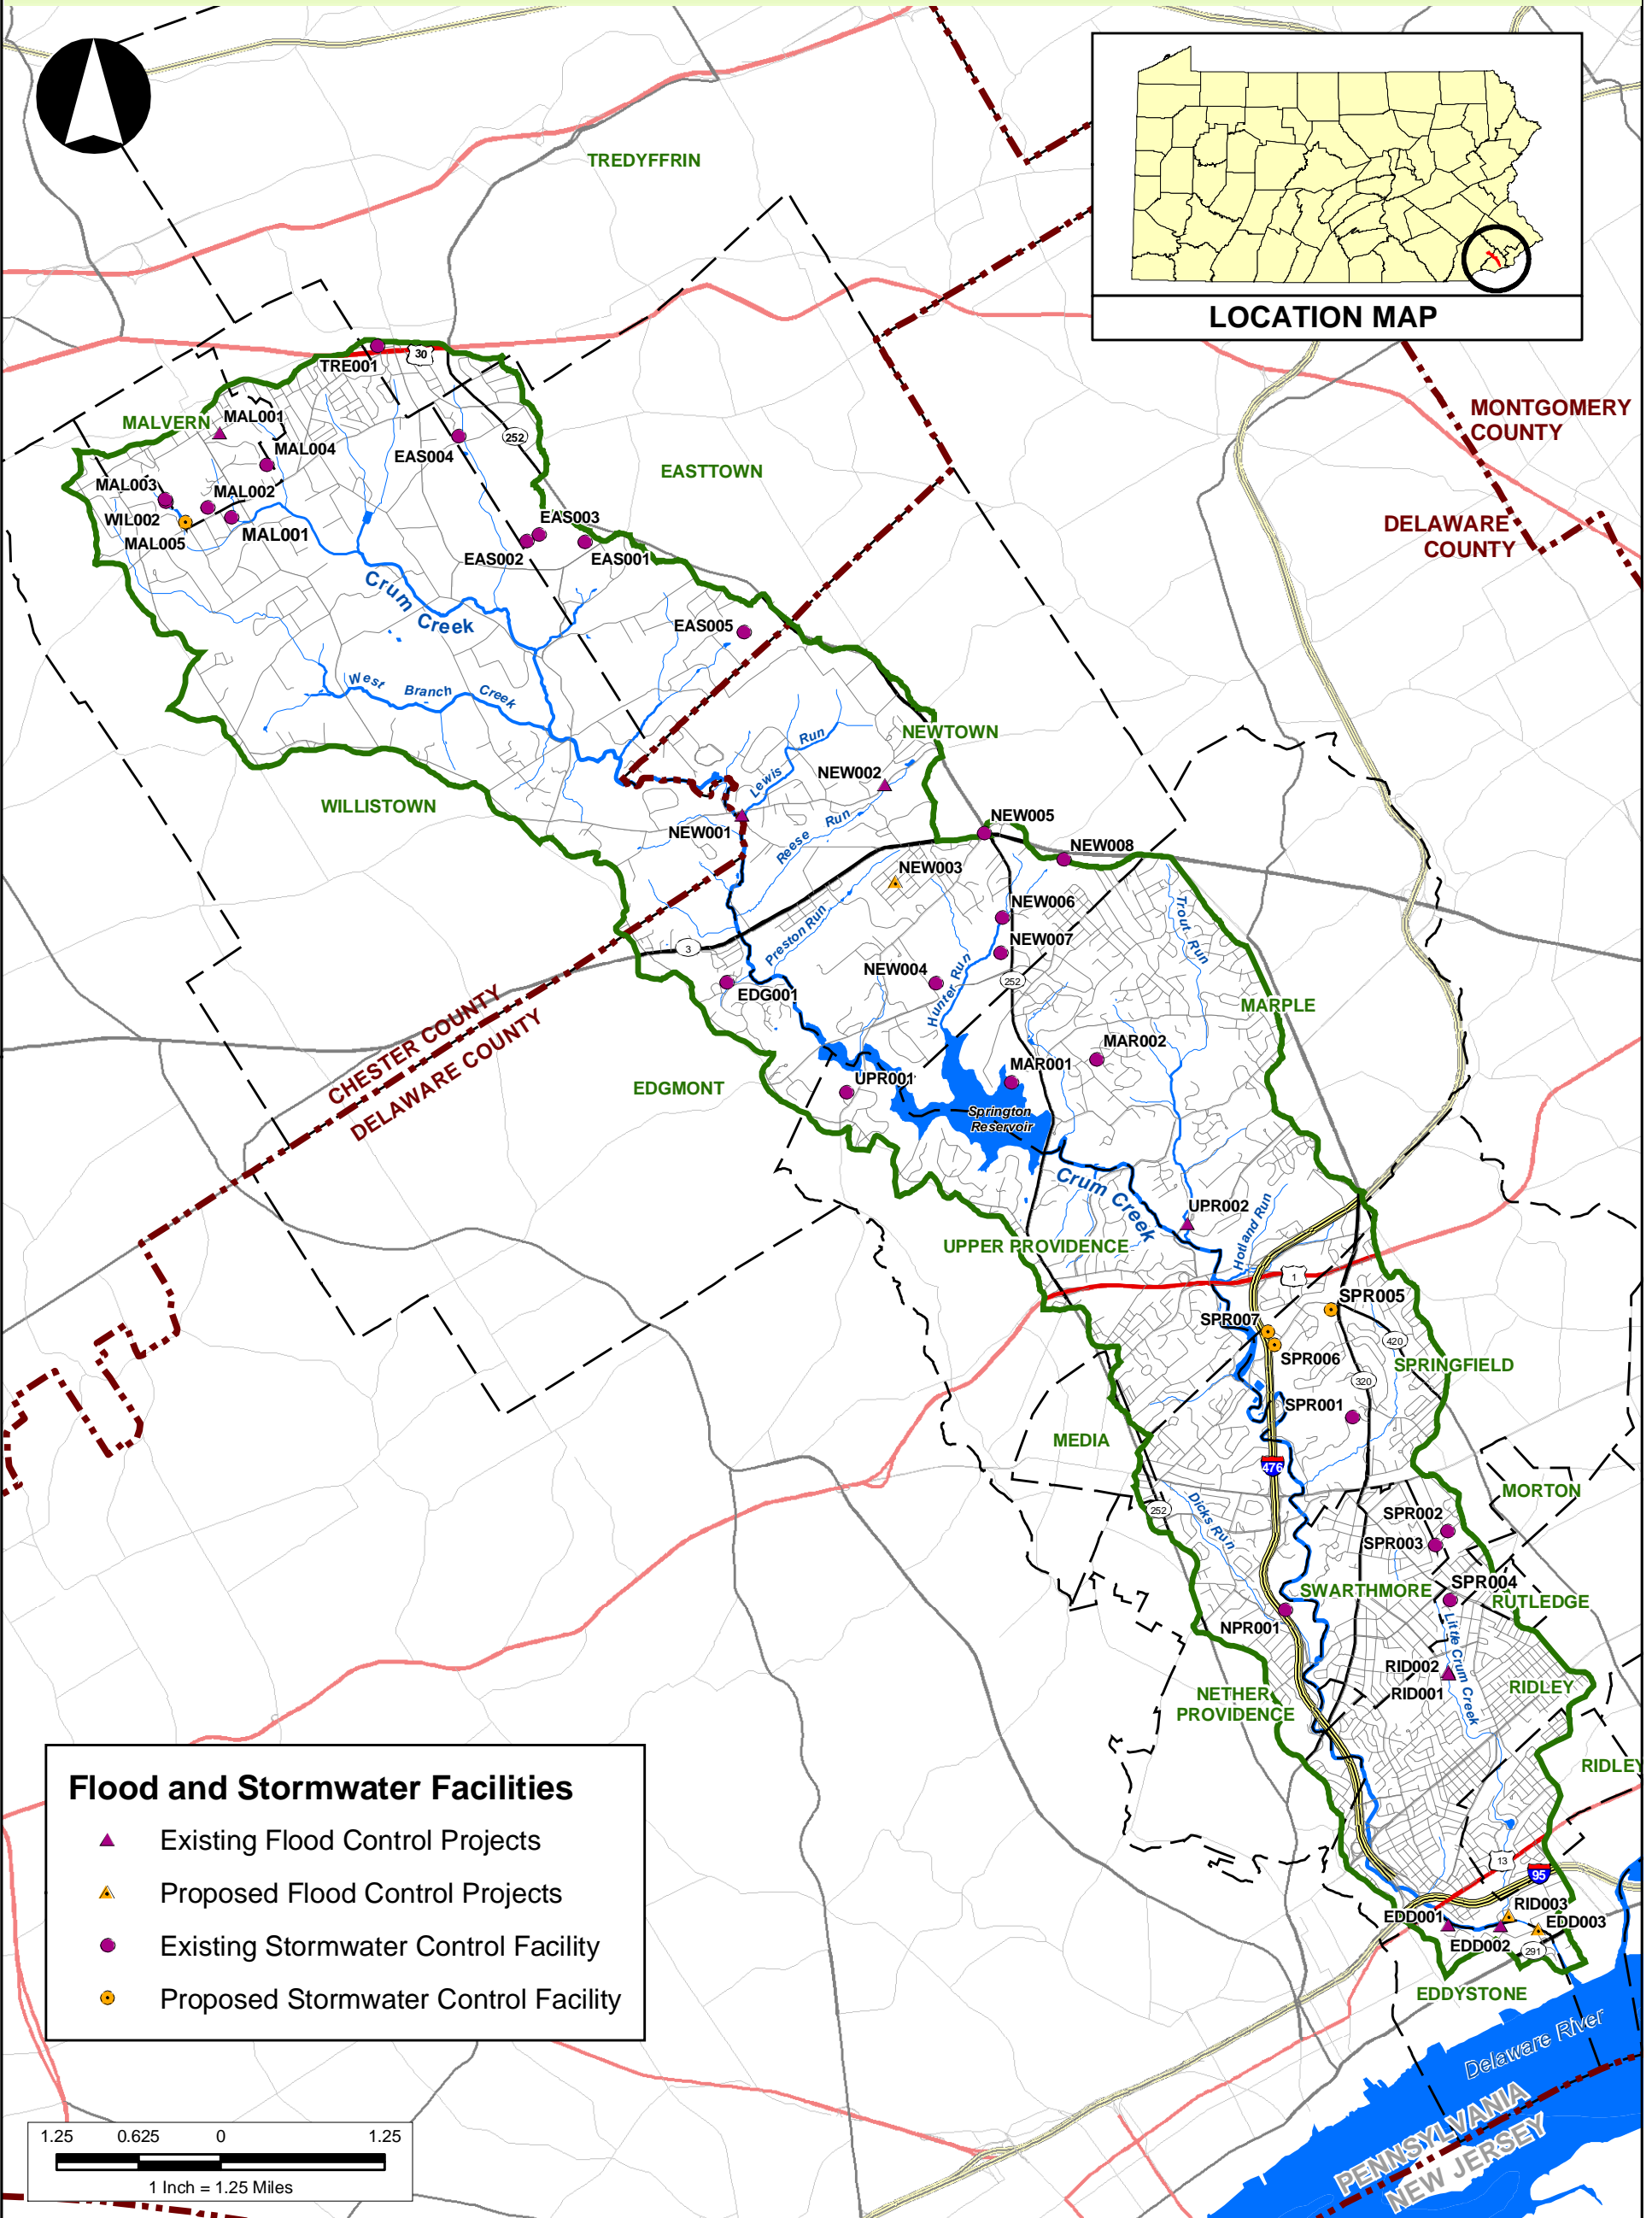 LOCATION MAP
TREDYFFRIN
MONTGOMERY
COUNTY
DELAWARE
COUNTY
TRE001
30
MALVERN
MAL001
MAL004
EAS004
252
EASTTOWN
MAL003
MAL002
WIL002
MAL005
MAL001
EAS003
EAS002
EAS001
Crum
Creek
EAS005
West Branch Creek
NEWTOWN
Lewis Run
NEW002
WILLISTOWN
NEW001
Reese Run
NEW005
NEW008
NEW003
NEW006
Trout Run
Preston Run
NEW007
3
NEW004
Hunter Run
252
EDG001
MARPLE
CHESTER COUNTY
DELAWARE COUNTY
MAR002
MAR001
EDGMONT
UPR001
Springton
Reservoir
Crum Creek
UPR002
Hotland Run
UPPER PROVIDENCE
1
SPR005
SPR007
420
SPR006
SPRINGFIELD
320
SPR001
MEDIA
476
MORTON
252
Dicks Run
SPR002
SPR003
SPR004
SWARTHMORE
RUTLEDGE
NPR001
Little Crum Creek
RID002
RID001
RIDLEY
NETHER
PROVIDENCE
RIDLEY
13
95
RID003
EDD001
EDD003
EDD002
291
EDDYSTONE
Delaware River
PENNSYLVANIA
NEW JERSEY
Flood and Stormwater Facilities
Existing Flood Control Projects
Proposed Flood Control Projects
Existing Stormwater Control Facility
Proposed Stormwater Control Facility
1.25 0.625 0 1.25
1 Inch = 1.25 Miles